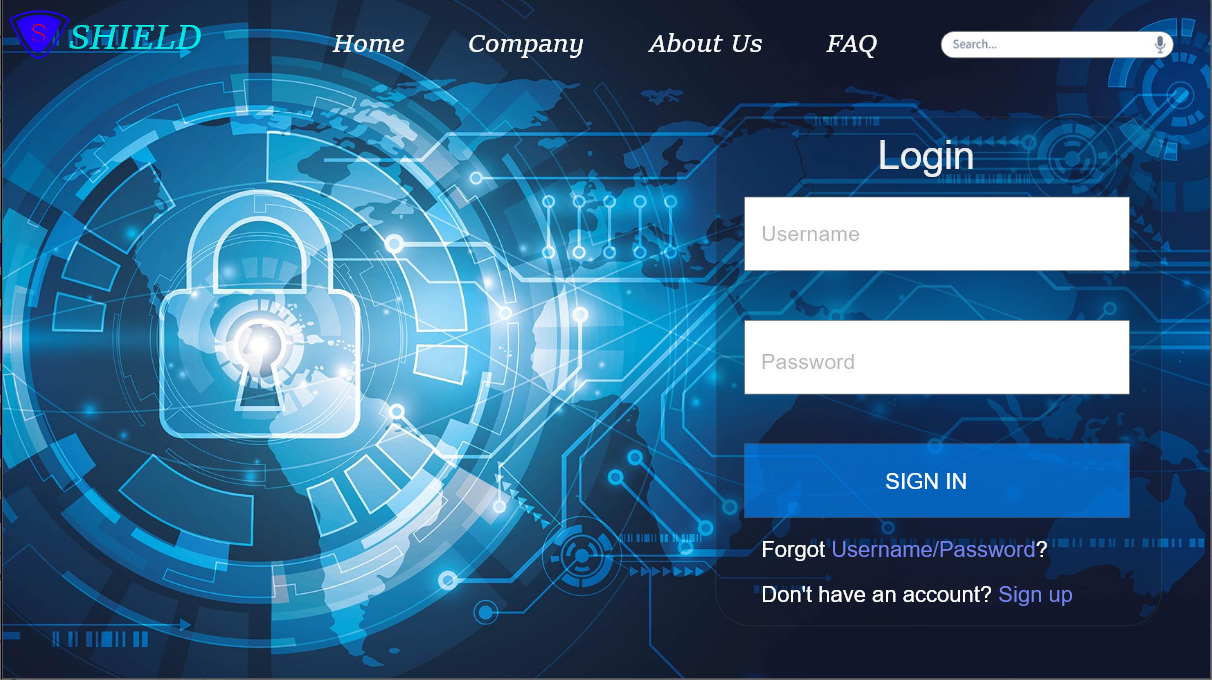 S SHIELD
Home Company About Us FAQ Search...
Login
Username
Password
SIGN IN
Forgot Username/Password?
Don't have an account? Sign up